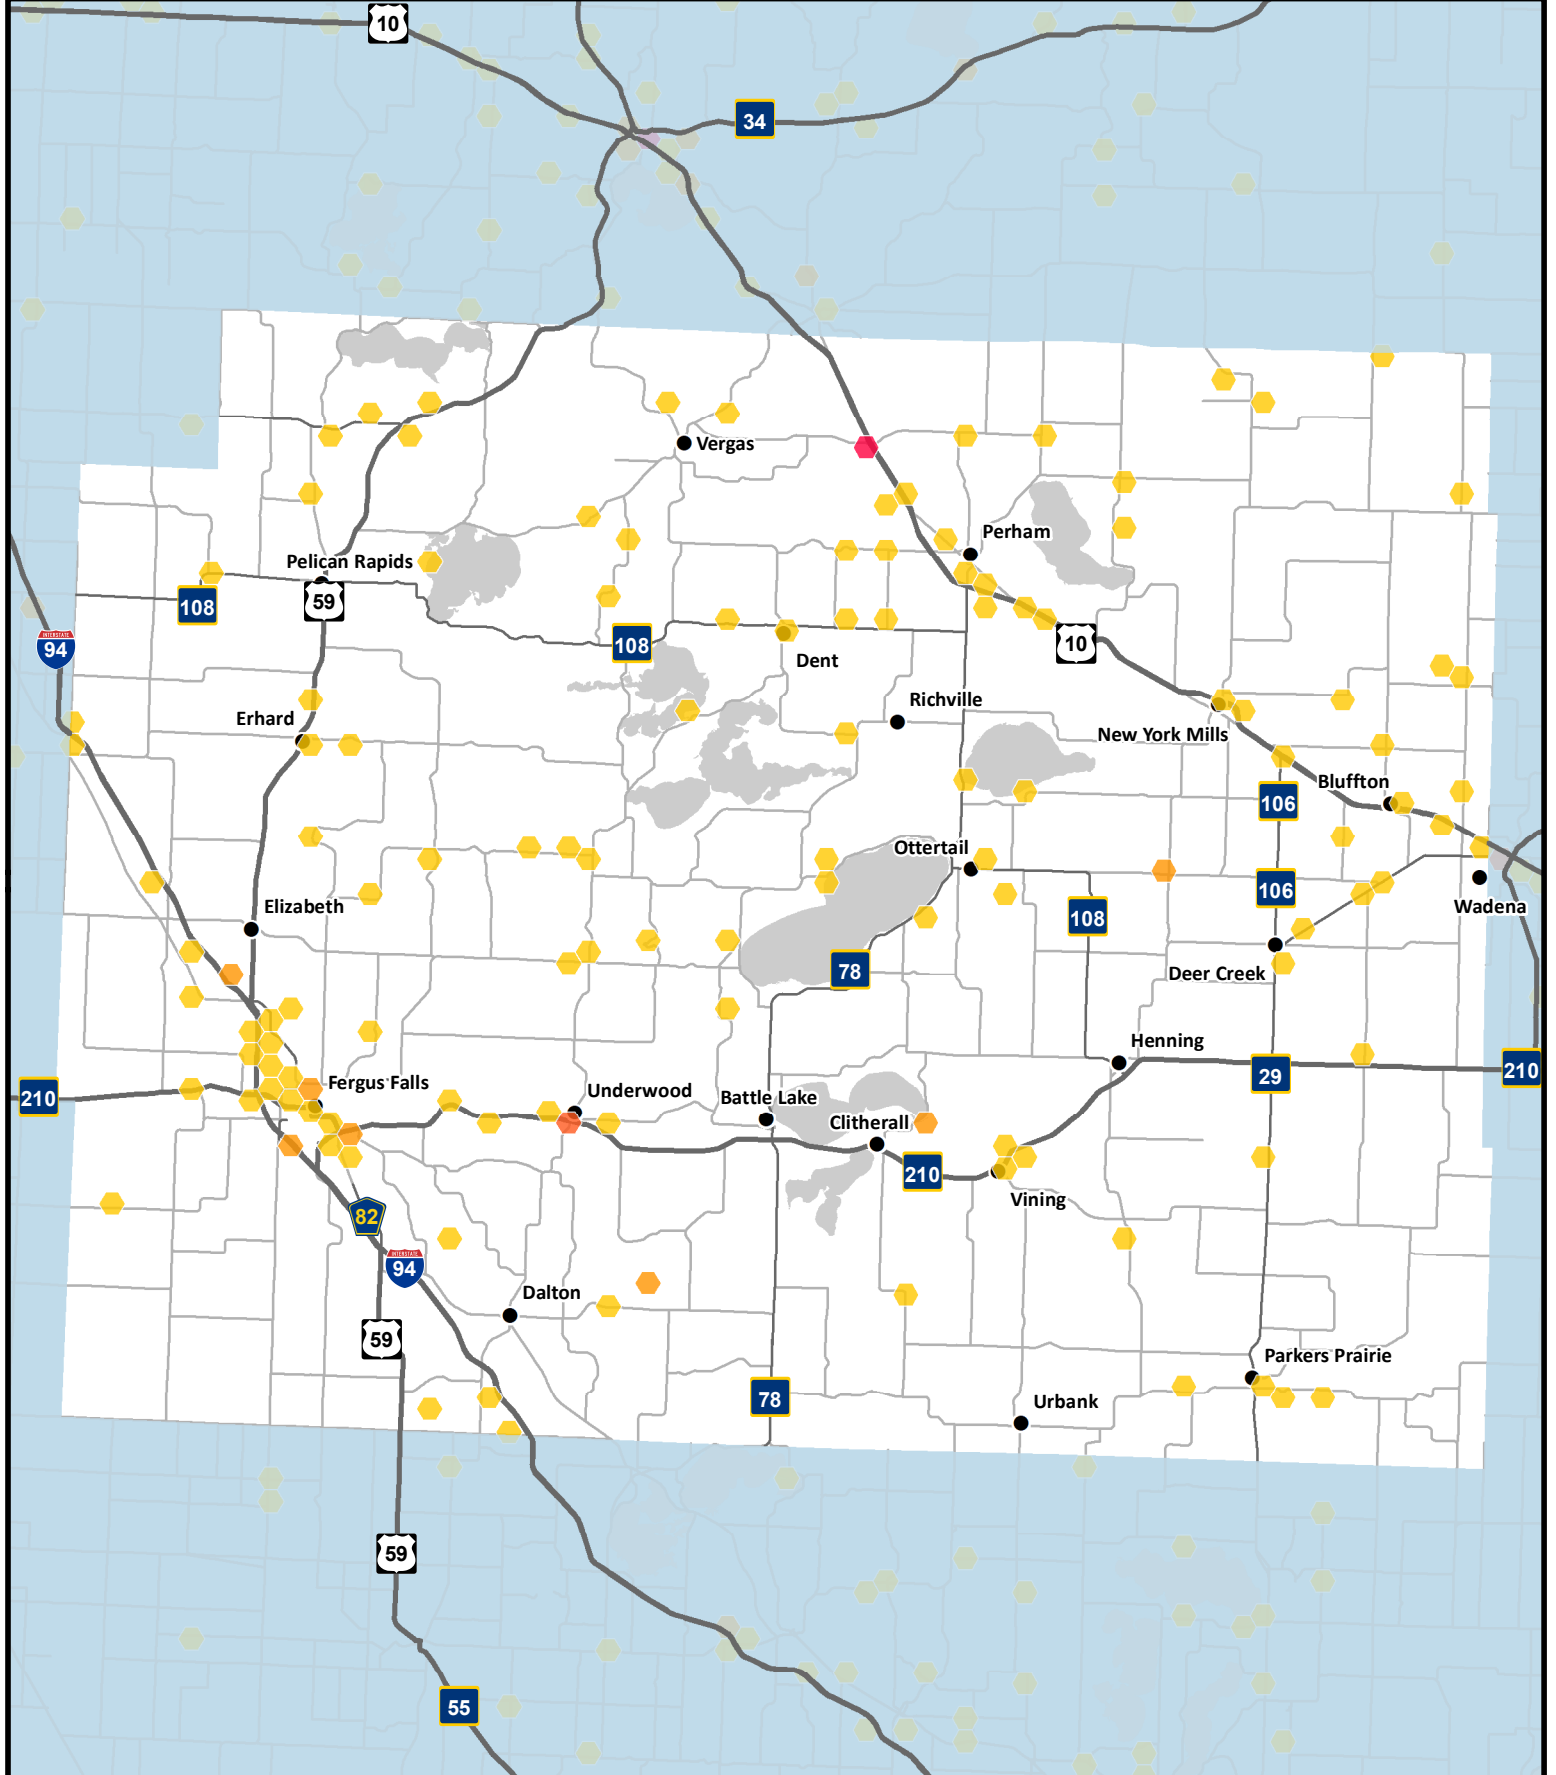 10
34
Vergas
Perham
Pelican Rapids
59
108
108
INTERSTATE
94
10
Dent
Richville
Erhard
New York Mills
Bluffton
106
Ottertail
106
Elizabeth
108
Wadena
78
Deer Creek
Henning
210
29
210
Fergus Falls
Underwood
Battle Lake
Clitherall
210
Vining
82
INTERSTATE
94
Dalton
59
Parkers Prairie
78
Urbank
59
55